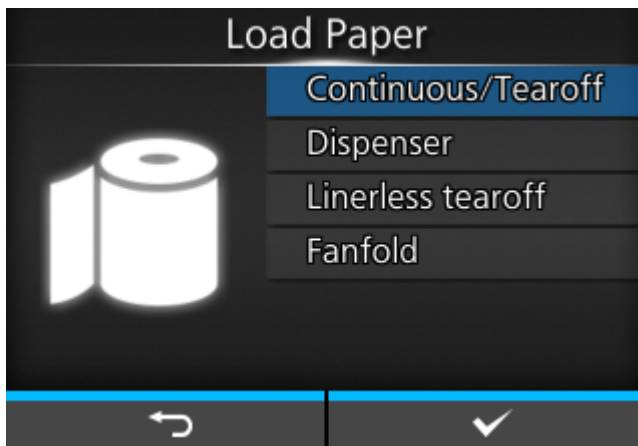 Load Paper
Continuous/Tearoff
Dispenser
Linerless tearoff
Fanfold